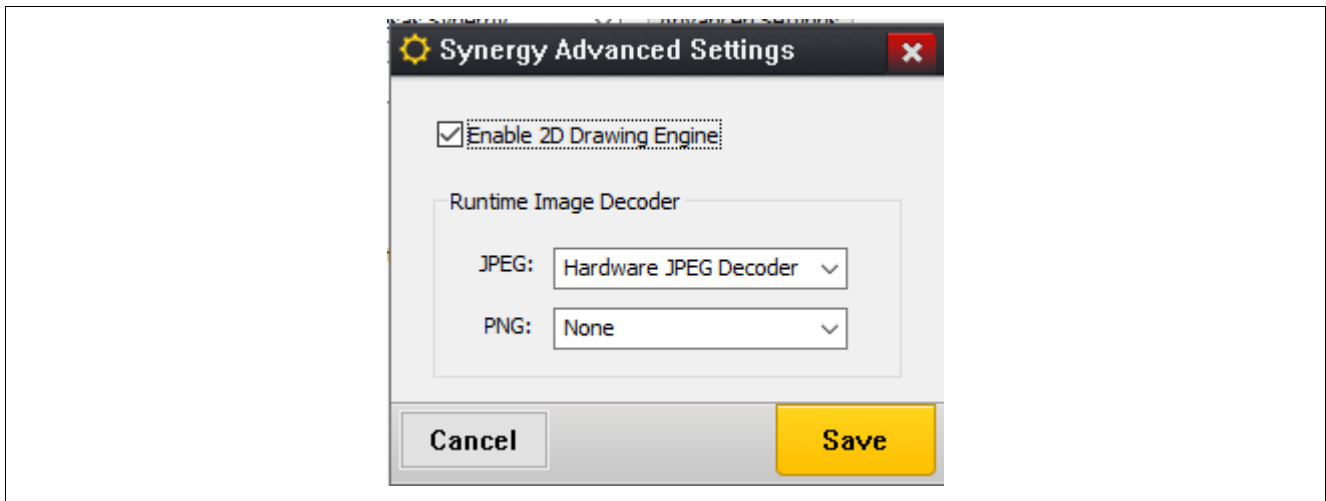 Synergy Advanced Settings
Enable 2D Drawing Engine
Runtime Image Decoder
JPEG: Hardware JPEG Decoder
PNG: None
Cancel Save